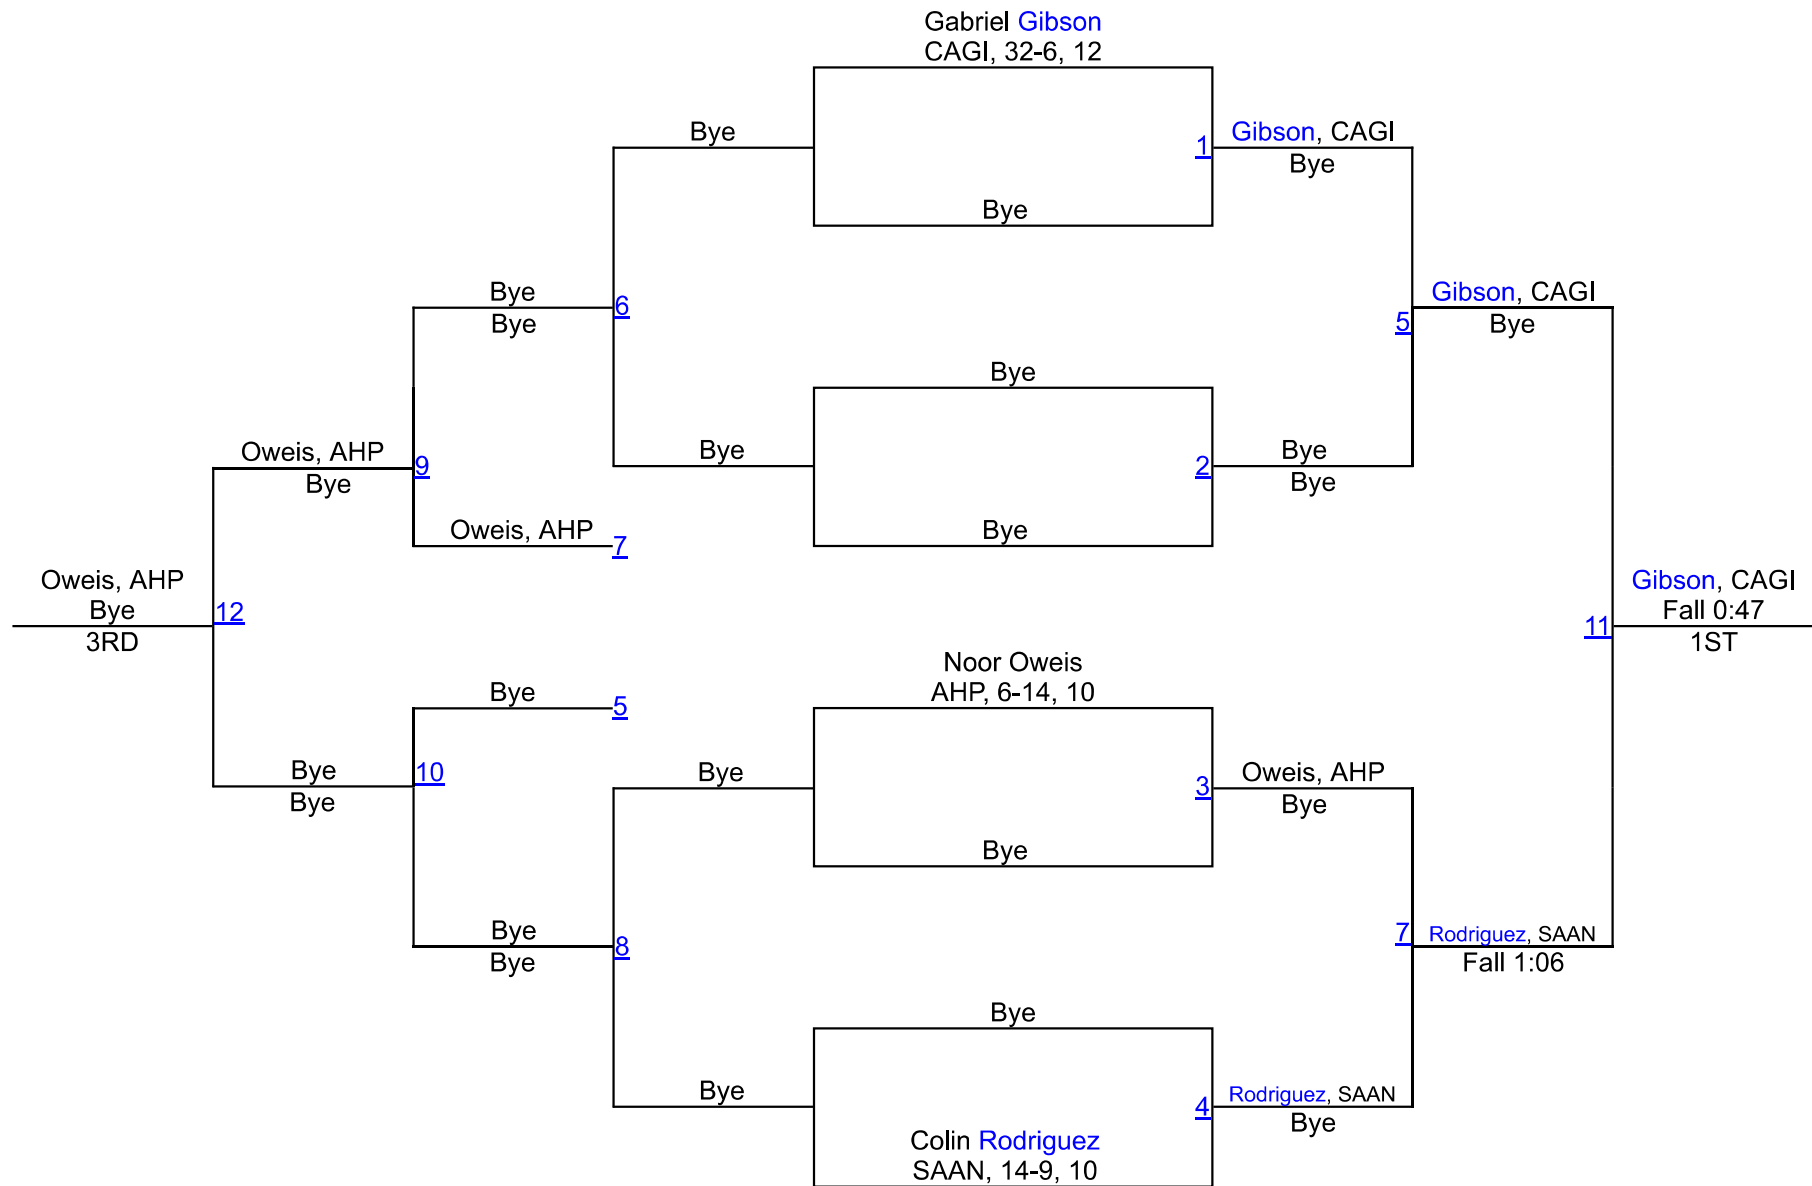 Gabriel Gibson
CAGI, 32-6, 12
Bye
1
Gibson, CAGI
Bye
Bye
Bye
Bye
6
Gibson, CAGI
5
Bye
Bye
Oweis, AHP
9
Bye
Bye
2
Bye
Bye
Oweis, AHP
7
Bye
Oweis, AHP
Bye
12
3RD
Gibson, CAGI
Fall 0:47
11
1ST
Noor Oweis
AHP, 6-14, 10
Bye
5
Bye
10
Bye
Bye
3
Oweis, AHP
Bye
Bye
Bye
8
Bye
7
Rodriguez, SAAN
Fall 1:06
Bye
Bye
4
Rodriguez, SAAN
Bye
Colin Rodriguez
SAAN, 14-9, 10